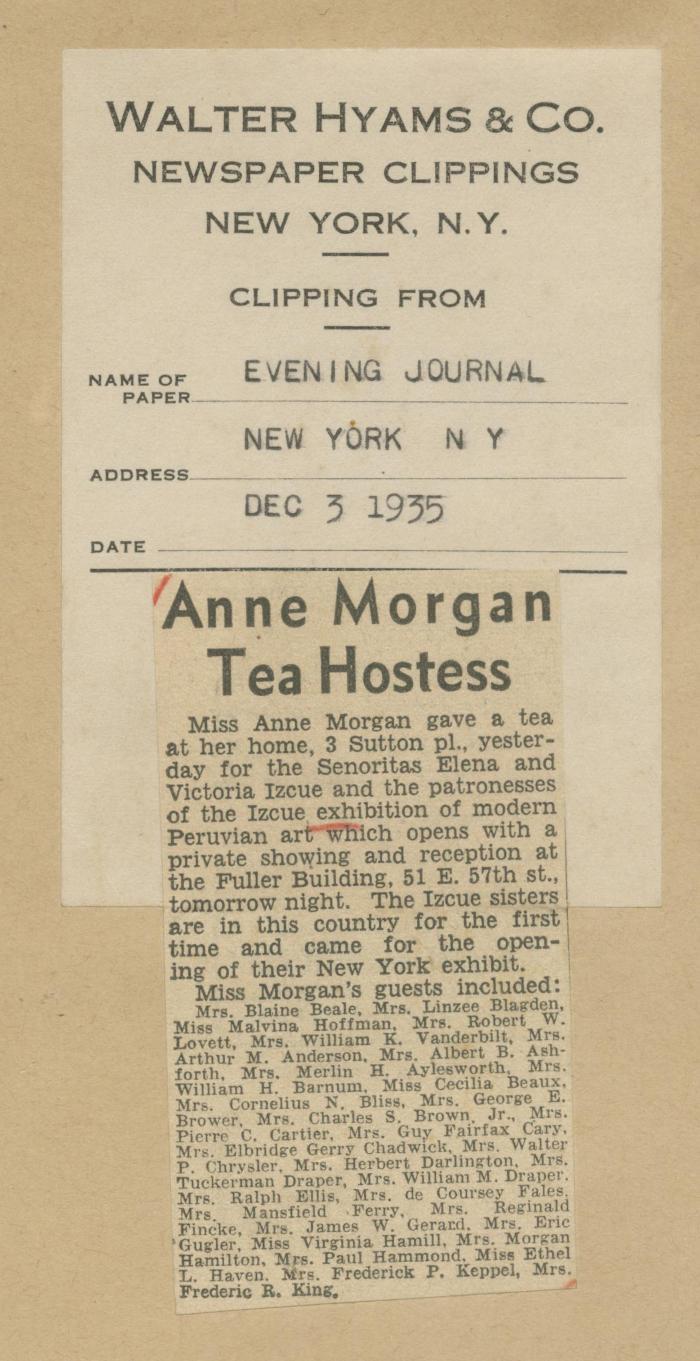 WALTER HYAMS & CO.
NEWSPAPER CLIPPINGS
NEW YORK, N.Y.
CLIPPING FROM
NAME OF PAPER EVENING JOURNAL
NEW YORK N Y
ADDRESS
DEC 3 1935
DATE
Anne Morgan
Tea Hostess
Miss Anne Morgan gave a tea
at her home, 3 Sutton pl., yester-
day for the Senoritas Elena and
Victoria Izcue and the patronesses
of the Izcue exhibition of modern
Peruvian art which opens with a
private showing and reception at
the Fuller Building, 51 E. 57th st.,
tomorrow night. The Izcue sisters
are in this country for the first
time and came for the open-
ing of their New York exhibit.
Miss Morgan's guests included:
Mrs. Blaine Beale, Mrs. Linzee Blagden,
Miss Malvina Hoffman, Mrs. Robert W.
Lovett, Mrs. William K. Vanderbilt, Mrs.
Arthur M. Anderson, Mrs. Albert B. Ash-
forth, Mrs. Merlin H. Aylesworth, Mrs.
William H. Barnum, Miss Cecilia Beaux,
Mrs. Cornelius N. Bliss, Mrs. George E.
Brower, Mrs. Charles S. Brown, Jr., Mrs.
Pierre C. Cartier, Mrs. Guy Fairfax Cary,
Mrs. Elbridge Gerry Chadwick, Mrs. Walter
P. Chrysler, Mrs. Herbert Darlington, Mrs.
Tuckerman Draper, Mrs. William M. Draper,
Mrs. Ralph Ellis, Mrs. de Coursey Fales,
Mrs. Mansfield Ferry, Mrs. Reginald
Fincke, Mrs. James W. Gerard, Mrs. Eric
Gugler, Miss Virginia Hamill, Mrs. Morgan
Hamilton, Mrs. Paul Hammond, Miss Ethel
L. Haven, Mrs. Frederick P. Keppel, Mrs.
Frederic R. King.